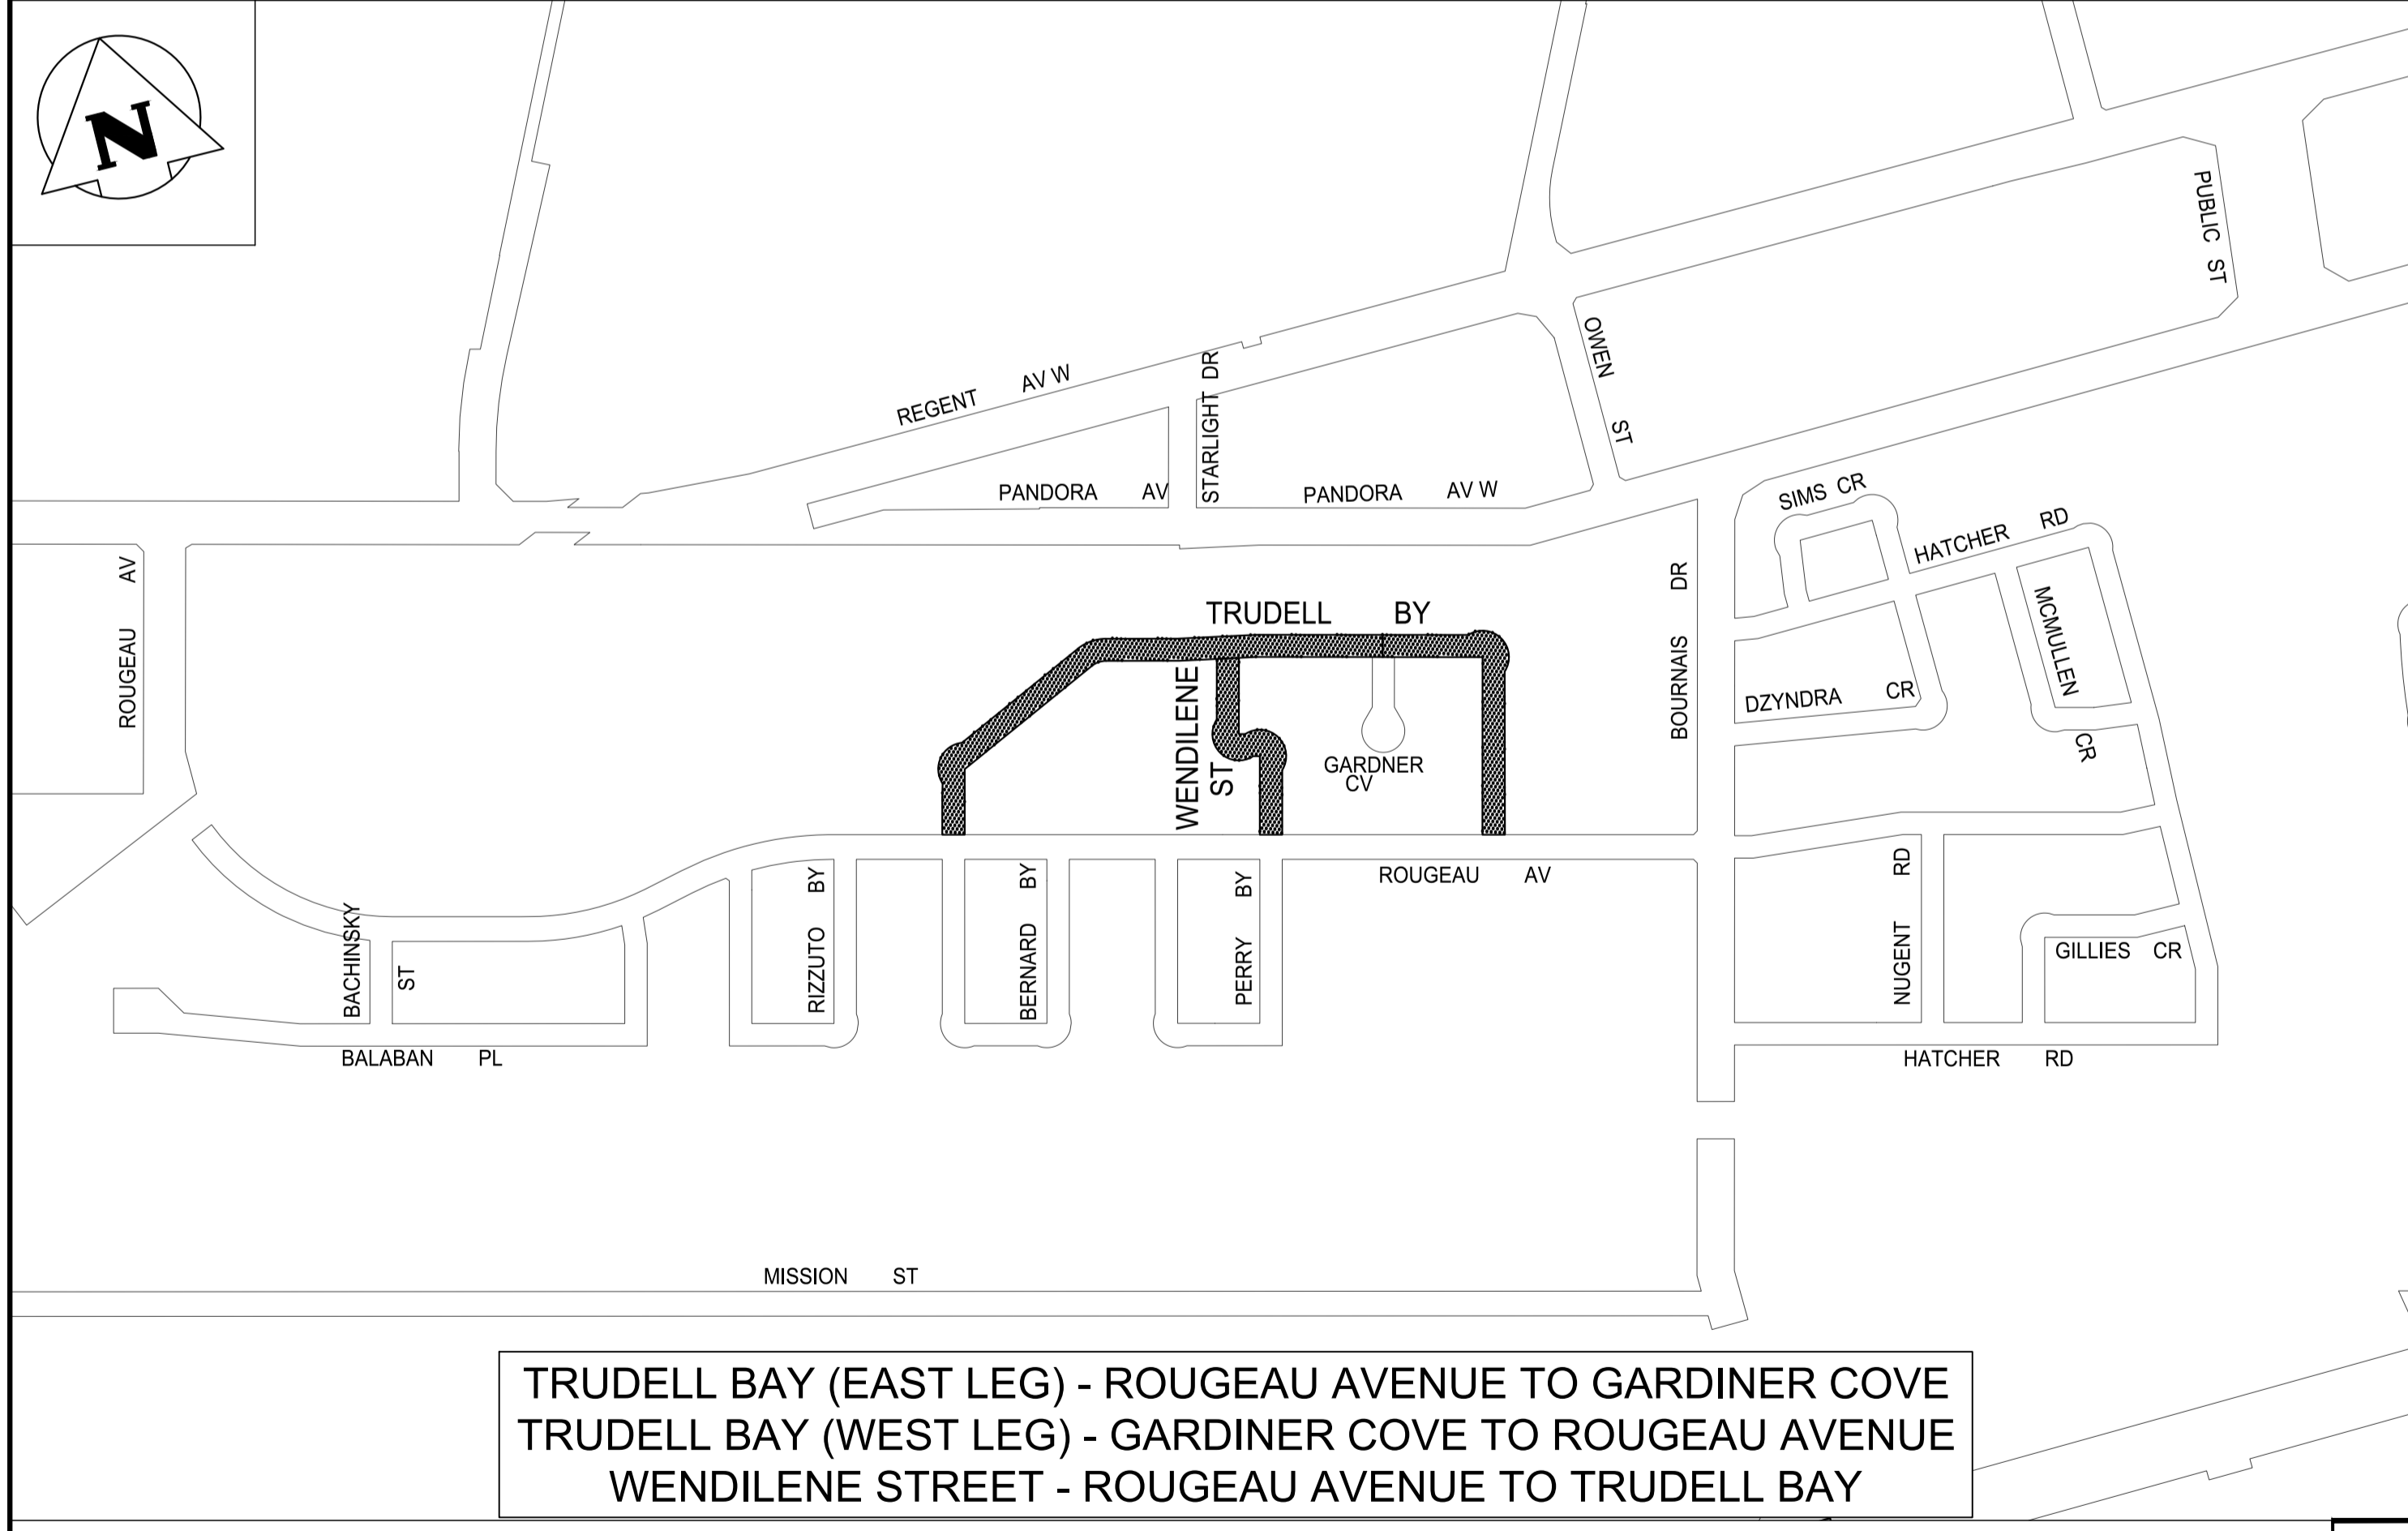 N
PUBLIC ST
OWEN ST
REGENT AV W
STARLIGHT DR
PANDORA AV
PANDORA AV W
SIMS CR
HATCHER RD
ROUGEAU AV
BOURNAIS DR
MCMULLEN CR
TRUDELL BY
DZYNDRA CR
WENDILENE
ST
GARDNER
CV
ROUGEAU AV
BACHINSKY
ST
RIZZUTO BY
BERNARD BY
PERRY BY
NUGENT RD
GILLIES CR
BALABAN PL
HATCHER RD
MISSION ST
TRUDELL BAY (EAST LEG) - ROUGEAU AVENUE TO GARDINER COVE
TRUDELL BAY (WEST LEG) - GARDINER COVE TO ROUGEAU AVENUE
WENDILENE STREET - ROUGEAU AVENUE TO TRUDELL BAY